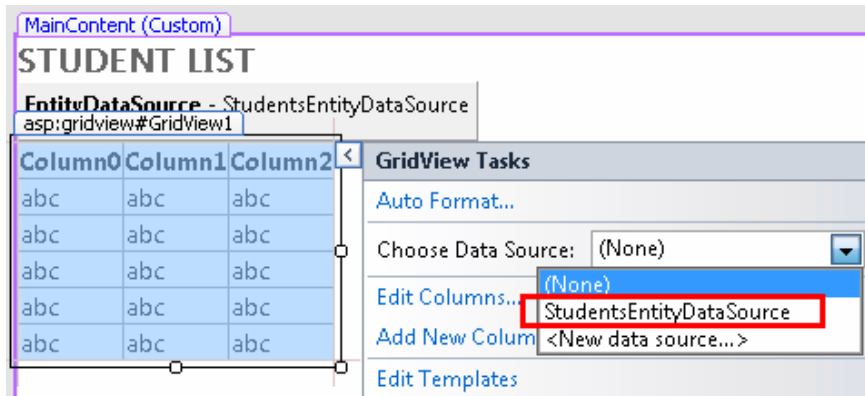 MainContent (Custom)
STUDENT LIST
EntityDataSource - StudentsEntityDataSource
asp:gridview#GridView1
Column0 Column1 Column2
abc abc abc
abc abc abc
abc abc abc
abc abc abc
abc abc abc
<
GridView Tasks
Auto Format...
Choose Data Source: (None)
(None)
StudentsEntityDataSource
<New data source...>
Edit Columns...
Add New Colum
Edit Templates